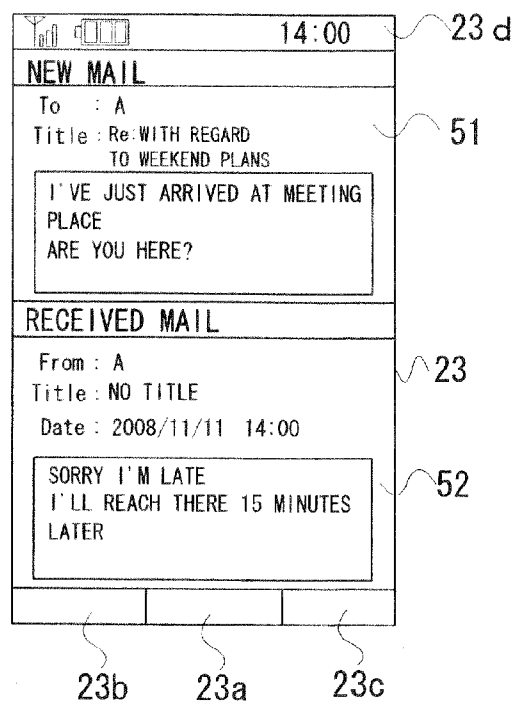 14:00
23 d
NEW MAIL
To : A
51
Title : Re:WITH REGARD
TO WEEKEND PLANS
I'VE JUST ARRIVED AT MEETING
PLACE
ARE YOU HERE?
RECEIVED MAIL
From : A
23
Title : NO TITLE
Date : 2008/11/11 14:00
SORRY I'M LATE
52
I'LL REACH THERE 15 MINUTES
LATER
23b
23a
23c